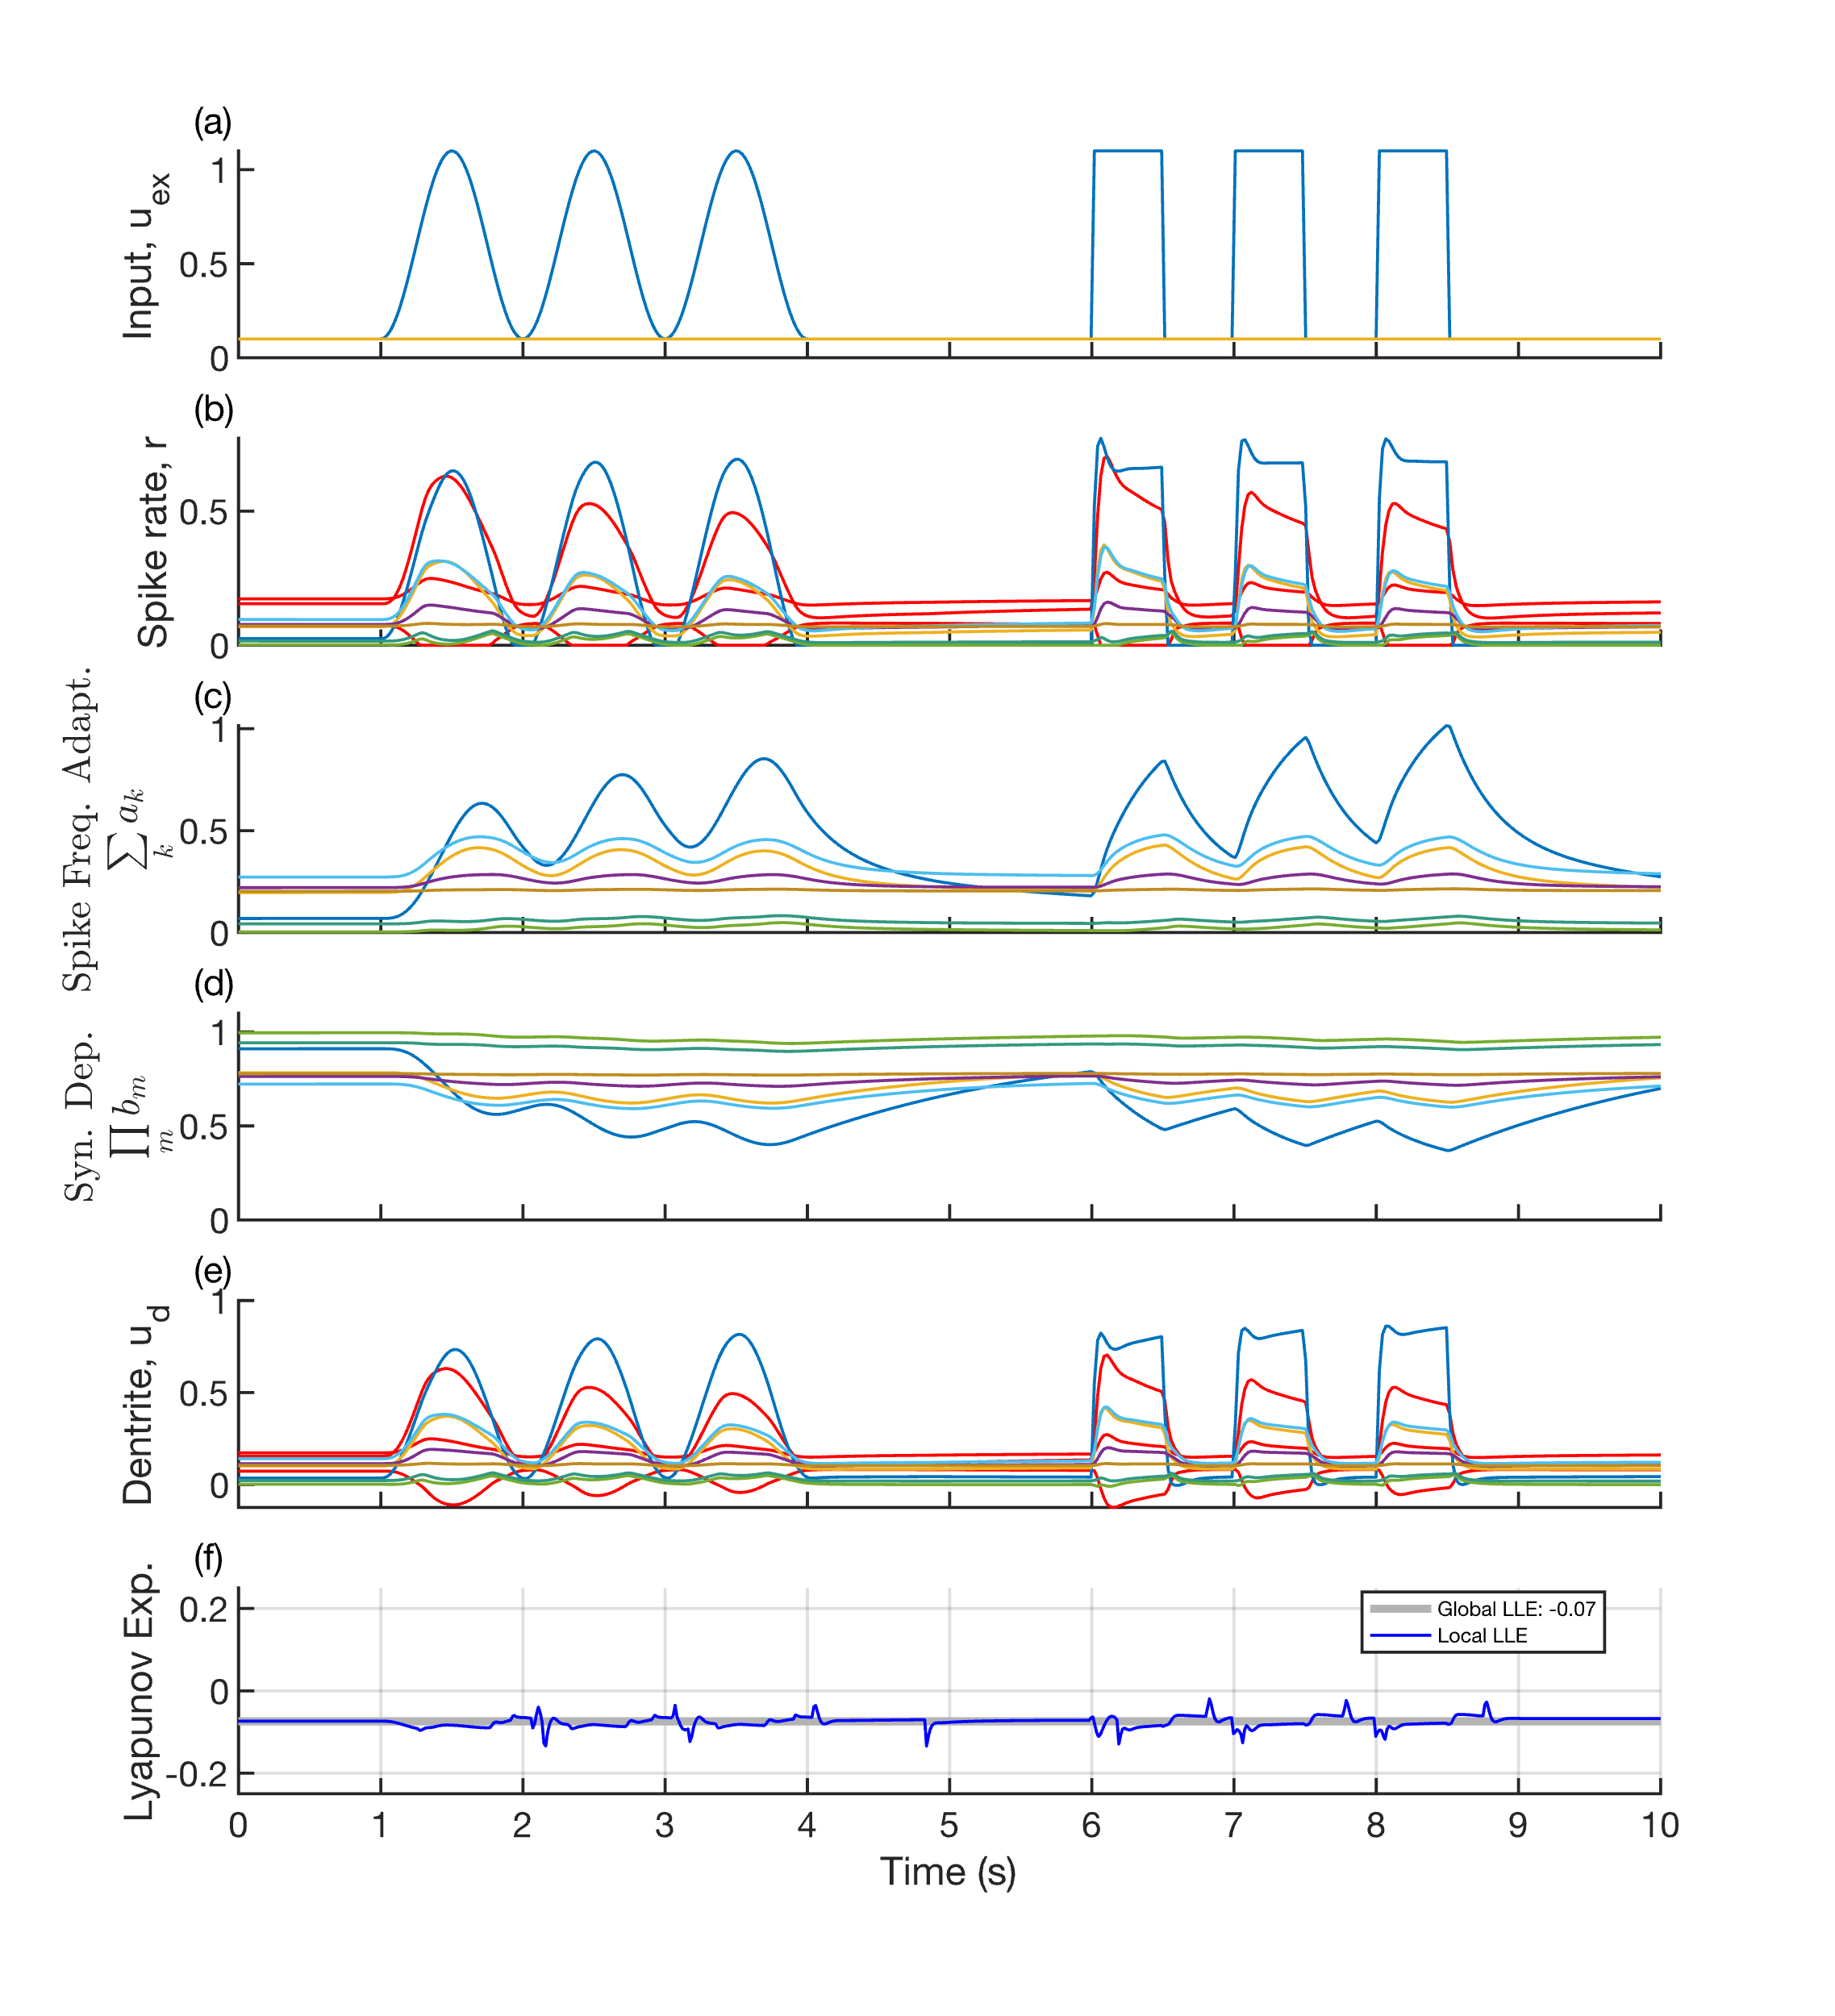 (a)
Input, u_ex
1
0.5
0
(b)
Spike rate, r
0.5
0
(c)
Spike Freq. Adapt.
∑_k a_k
1
0.5
0
(d)
Syn. Dep.
∏_m b_m
1
0.5
0
(e)
Dentrite, u_d
1
0.5
0
(f)
Lyapunov Exp.
0.2
0
-0.2
Global LLE: -0.07
Local LLE
0 1 2 3 4 5 6 7 8 9 10
Time (s)